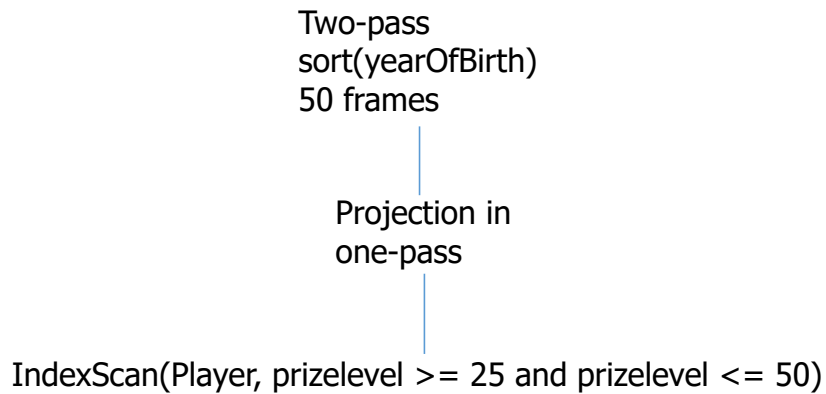 Two-pass
sort(yearOfBirth)
50 frames
Projection in
one-pass
IndexScan(Player, prizelevel >= 25 and prizelevel <= 50)